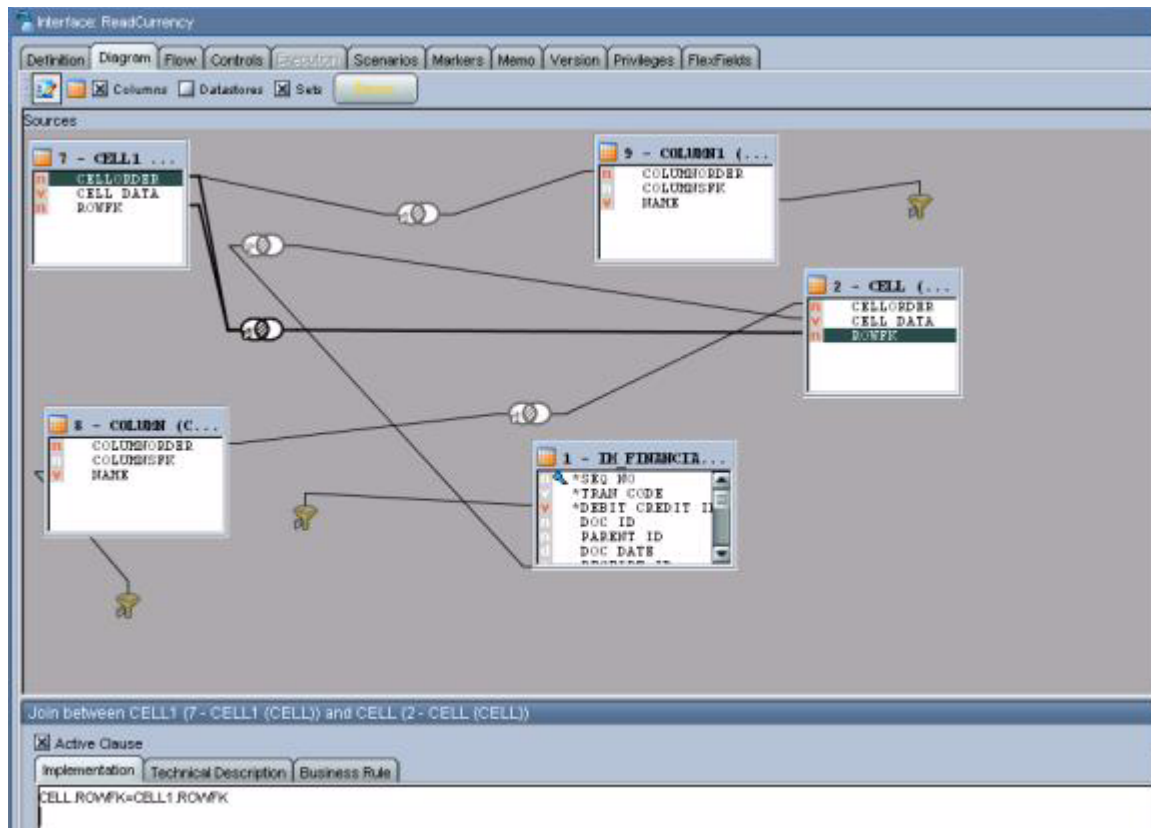 Interface: ReadCurrency
Definition Diagram Flow Controls Execution Scenarios Markers Memo Version Privileges FlexFields
Columns Datastores Sets
Sources
7 - CELL1 ...
CELLORDER
CELL DATA
ROWFK
9 - COLUMN1 (...
COLUMNORDER
COLUMNSFK
NAME
2 - CELL (...
CELLORDER
CELL DATA
ROWFK
8 - COLUMN (C...
COLUMNORDER
COLUMNSFK
NAME
1 - IM_FINANCIA...
*SEQ NO
*TRAN CODE
*DEBIT CREDIT I
DOC ID
PARENT ID
DOC DATE
Join between CELL1 (7 - CELL1 (CELL)) and CELL (2 - CELL (CELL))
Active Clause
Implementation Technical Description Business Rule
CELL.ROWFK=CELL1.ROWFK